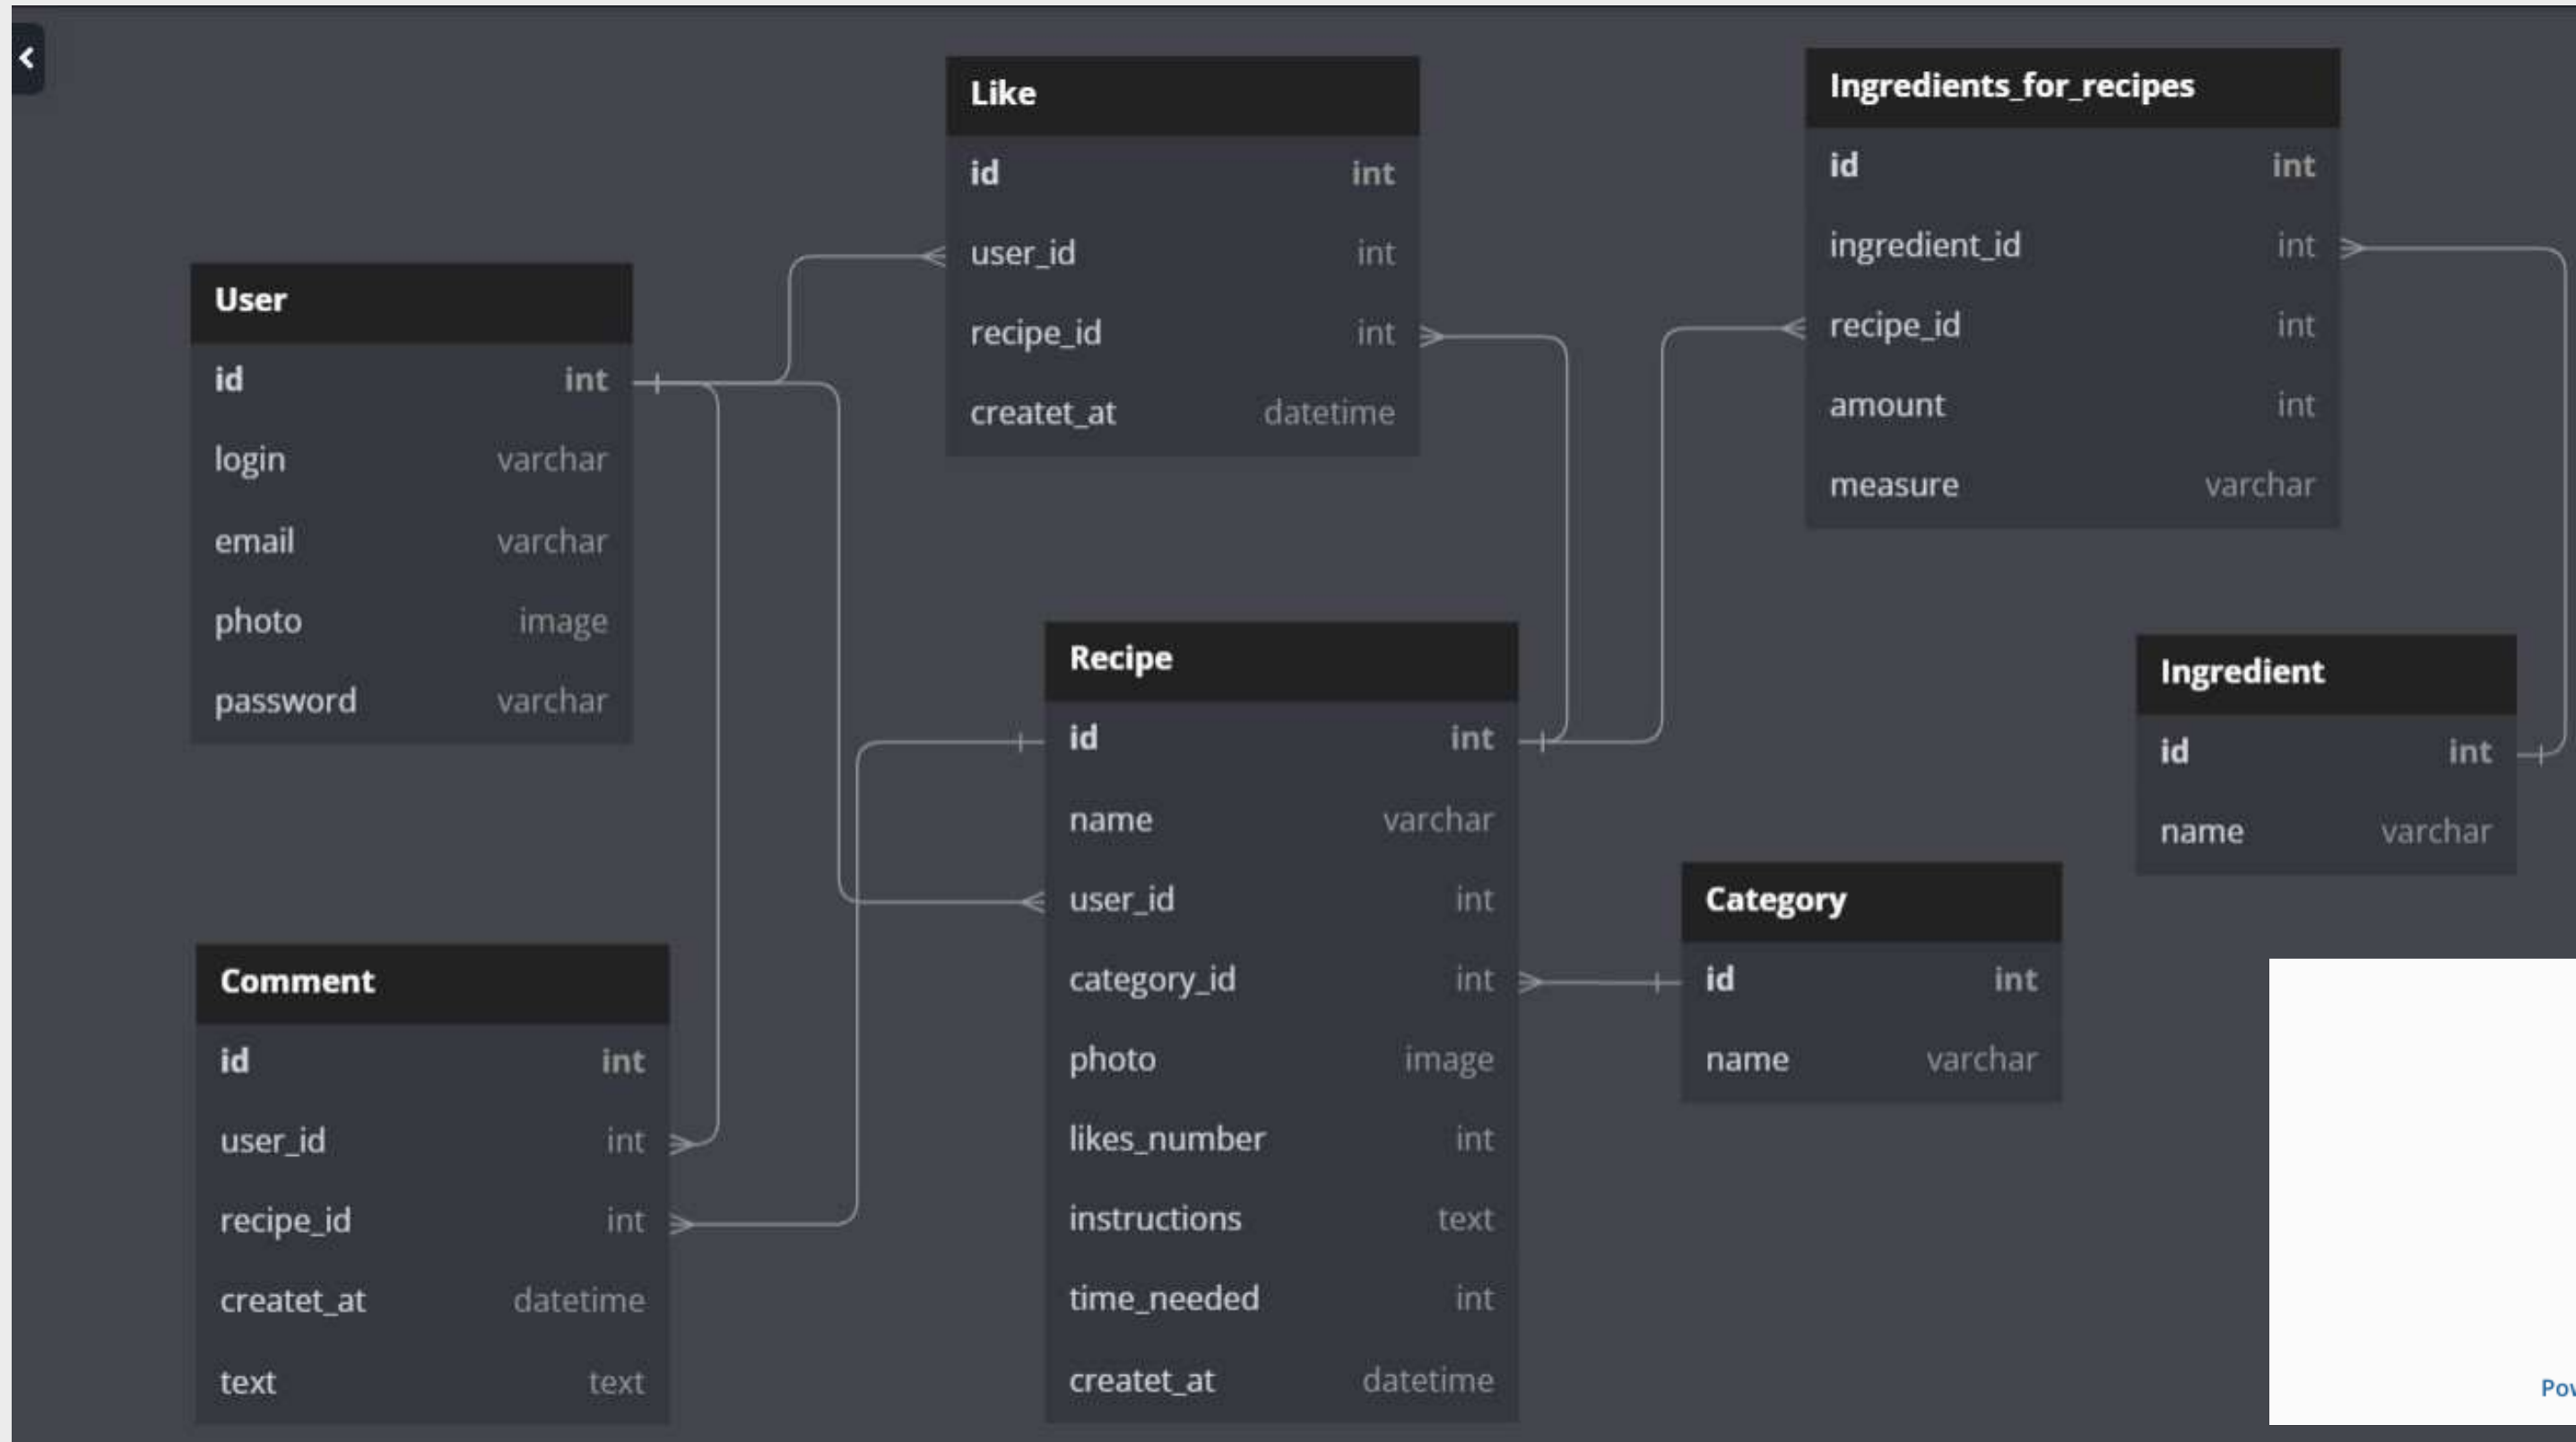 Like
id int
user_id int
recipe_id int
createt_at datetime
Ingredients_for_recipes
id int
ingredient_id int
recipe_id int
amount int
measure varchar
User
id int
login varchar
email varchar
photo image
password varchar
Recipe
id int
name varchar
user_id int
category_id int
photo image
likes_number int
instructions text
time_needed int
createt_at datetime
Ingredient
id int
name varchar
Category
id int
name varchar
Comment
id int
user_id int
recipe_id int
createt_at datetime
text text